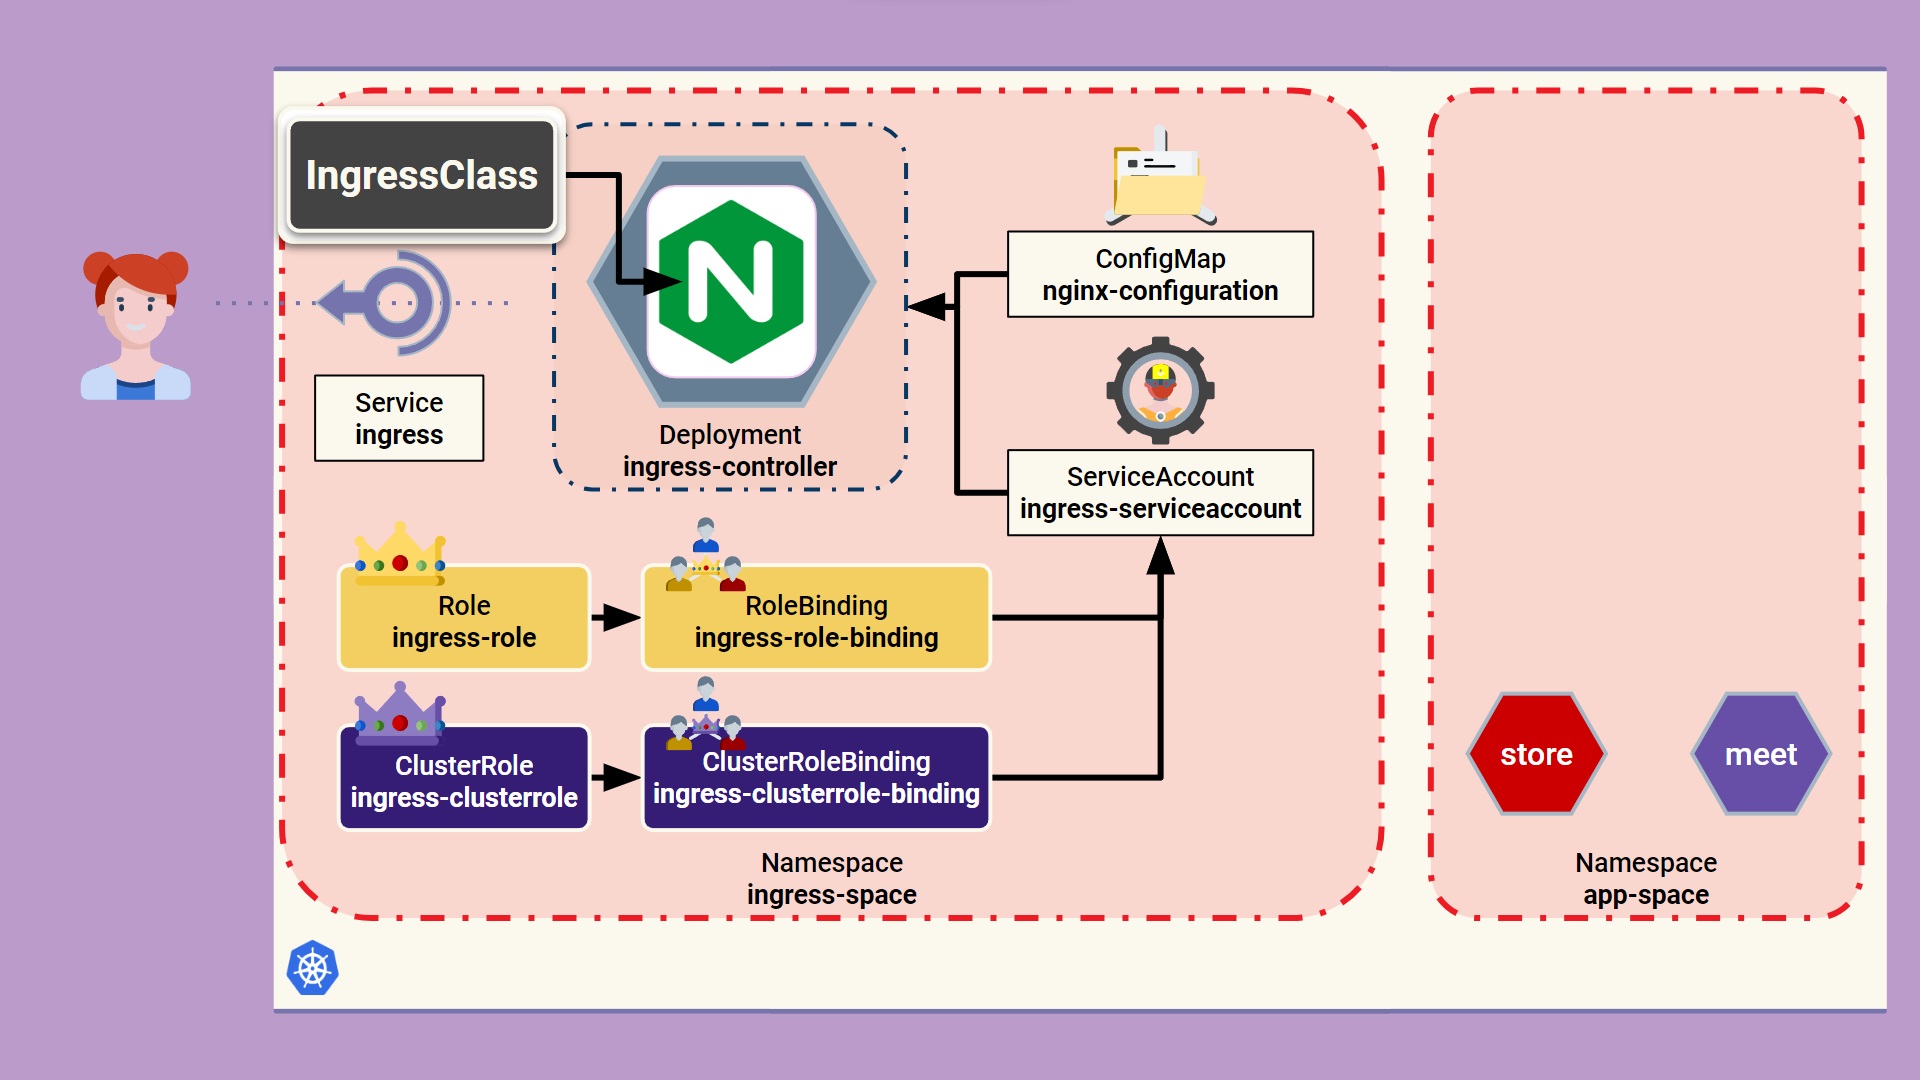 IngressClass
Service
ingress
Deployment
ingress-controller
ConfigMap
nginx-configuration
ServiceAccount
ingress-serviceaccount
Role
ingress-role
RoleBinding
ingress-role-binding
ClusterRole
ingress-clusterrole
ClusterRoleBinding
ingress-clusterrole-binding
Namespace
ingress-space
store
meet
Namespace
app-space